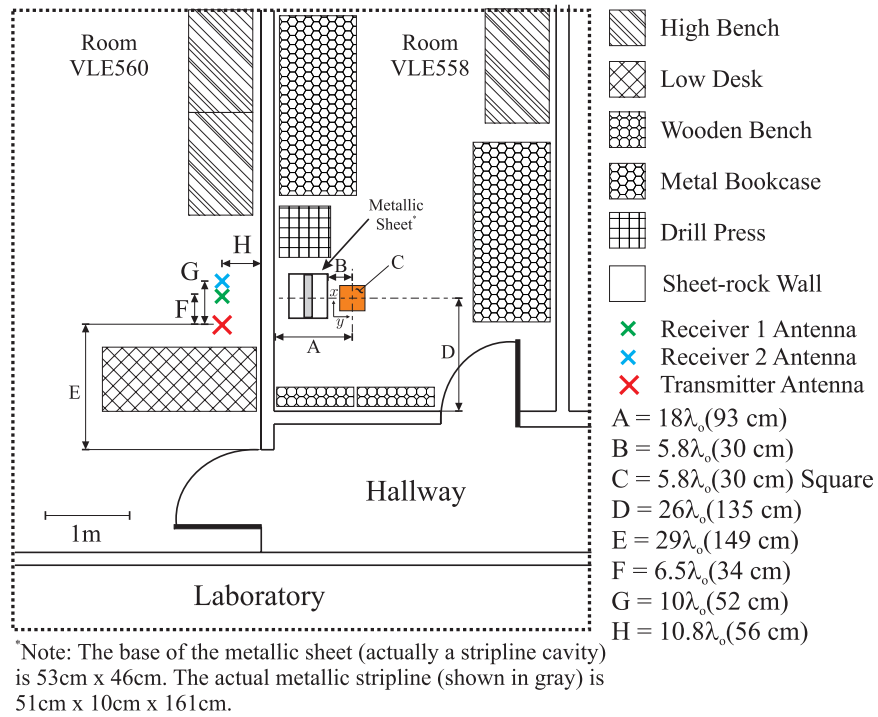 Room
VLE560
Room
VLE558
Metallic
Sheet*
H
G
F
B
C
x
y
A
D
E
Hallway
1m
Laboratory
High Bench
Low Desk
Wooden Bench
Metal Bookcase
Drill Press
Sheet-rock Wall
Receiver 1 Antenna
Receiver 2 Antenna
Transmitter Antenna
A = 18λₒ(93 cm)
B = 5.8λₒ(30 cm)
C = 5.8λₒ(30 cm) Square
D = 26λₒ(135 cm)
E = 29λₒ(149 cm)
F = 6.5λₒ(34 cm)
G = 10λₒ(52 cm)
H = 10.8λₒ(56 cm)
*Note: The base of the metallic sheet (actually a stripline cavity)
is 53cm x 46cm. The actual metallic stripline (shown in gray) is
51cm x 10cm x 161cm.